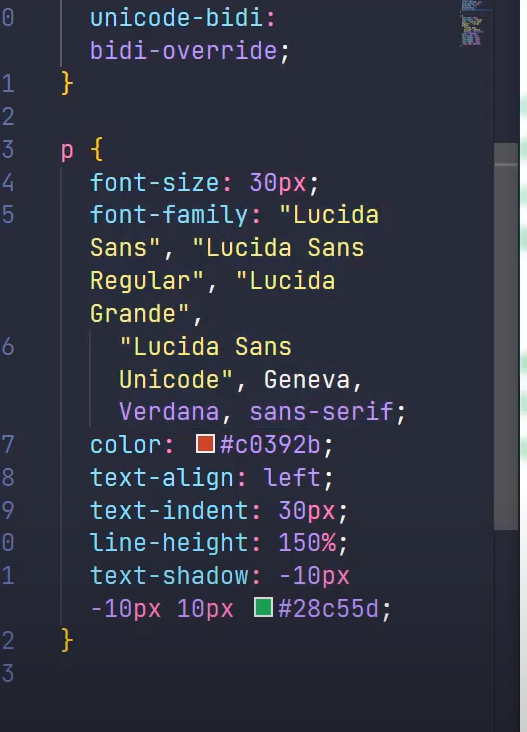 0 unicode-bidi:
bidi-override;
1 }
2
3 p {
4 font-size: 30px;
5 font-family: "Lucida
Sans", "Lucida Sans
Regular", "Lucida
Grande",
6 "Lucida Sans
Unicode", Geneva,
Verdana, sans-serif;
7 color: #c0392b;
8 text-align: left;
9 text-indent: 30px;
0 line-height: 150%;
1 text-shadow: -10px
-10px 10px #28c55d;
2 }
3